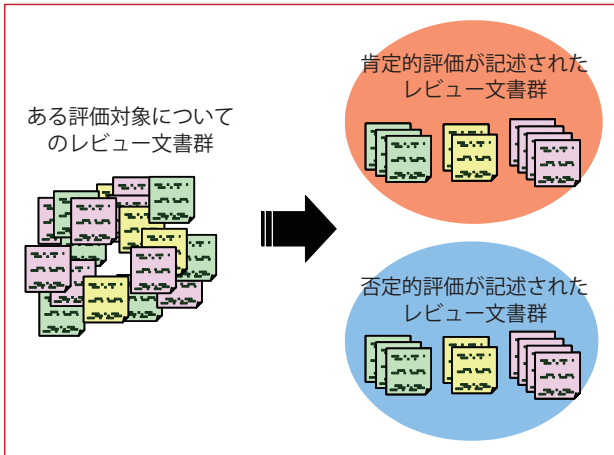 ある評価対象について
のレビュー文書群
肯定的評価が記述された
レビュー文書群
否定的評価が記述された
レビュー文書群